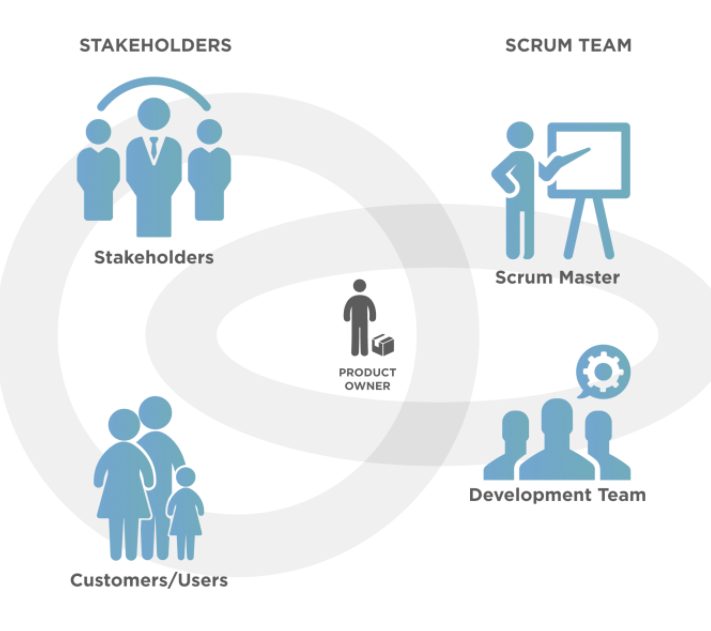 STAKEHOLDERS
SCRUM TEAM
Stakeholders
Scrum Master
PRODUCT
OWNER
Development Team
Customers/Users